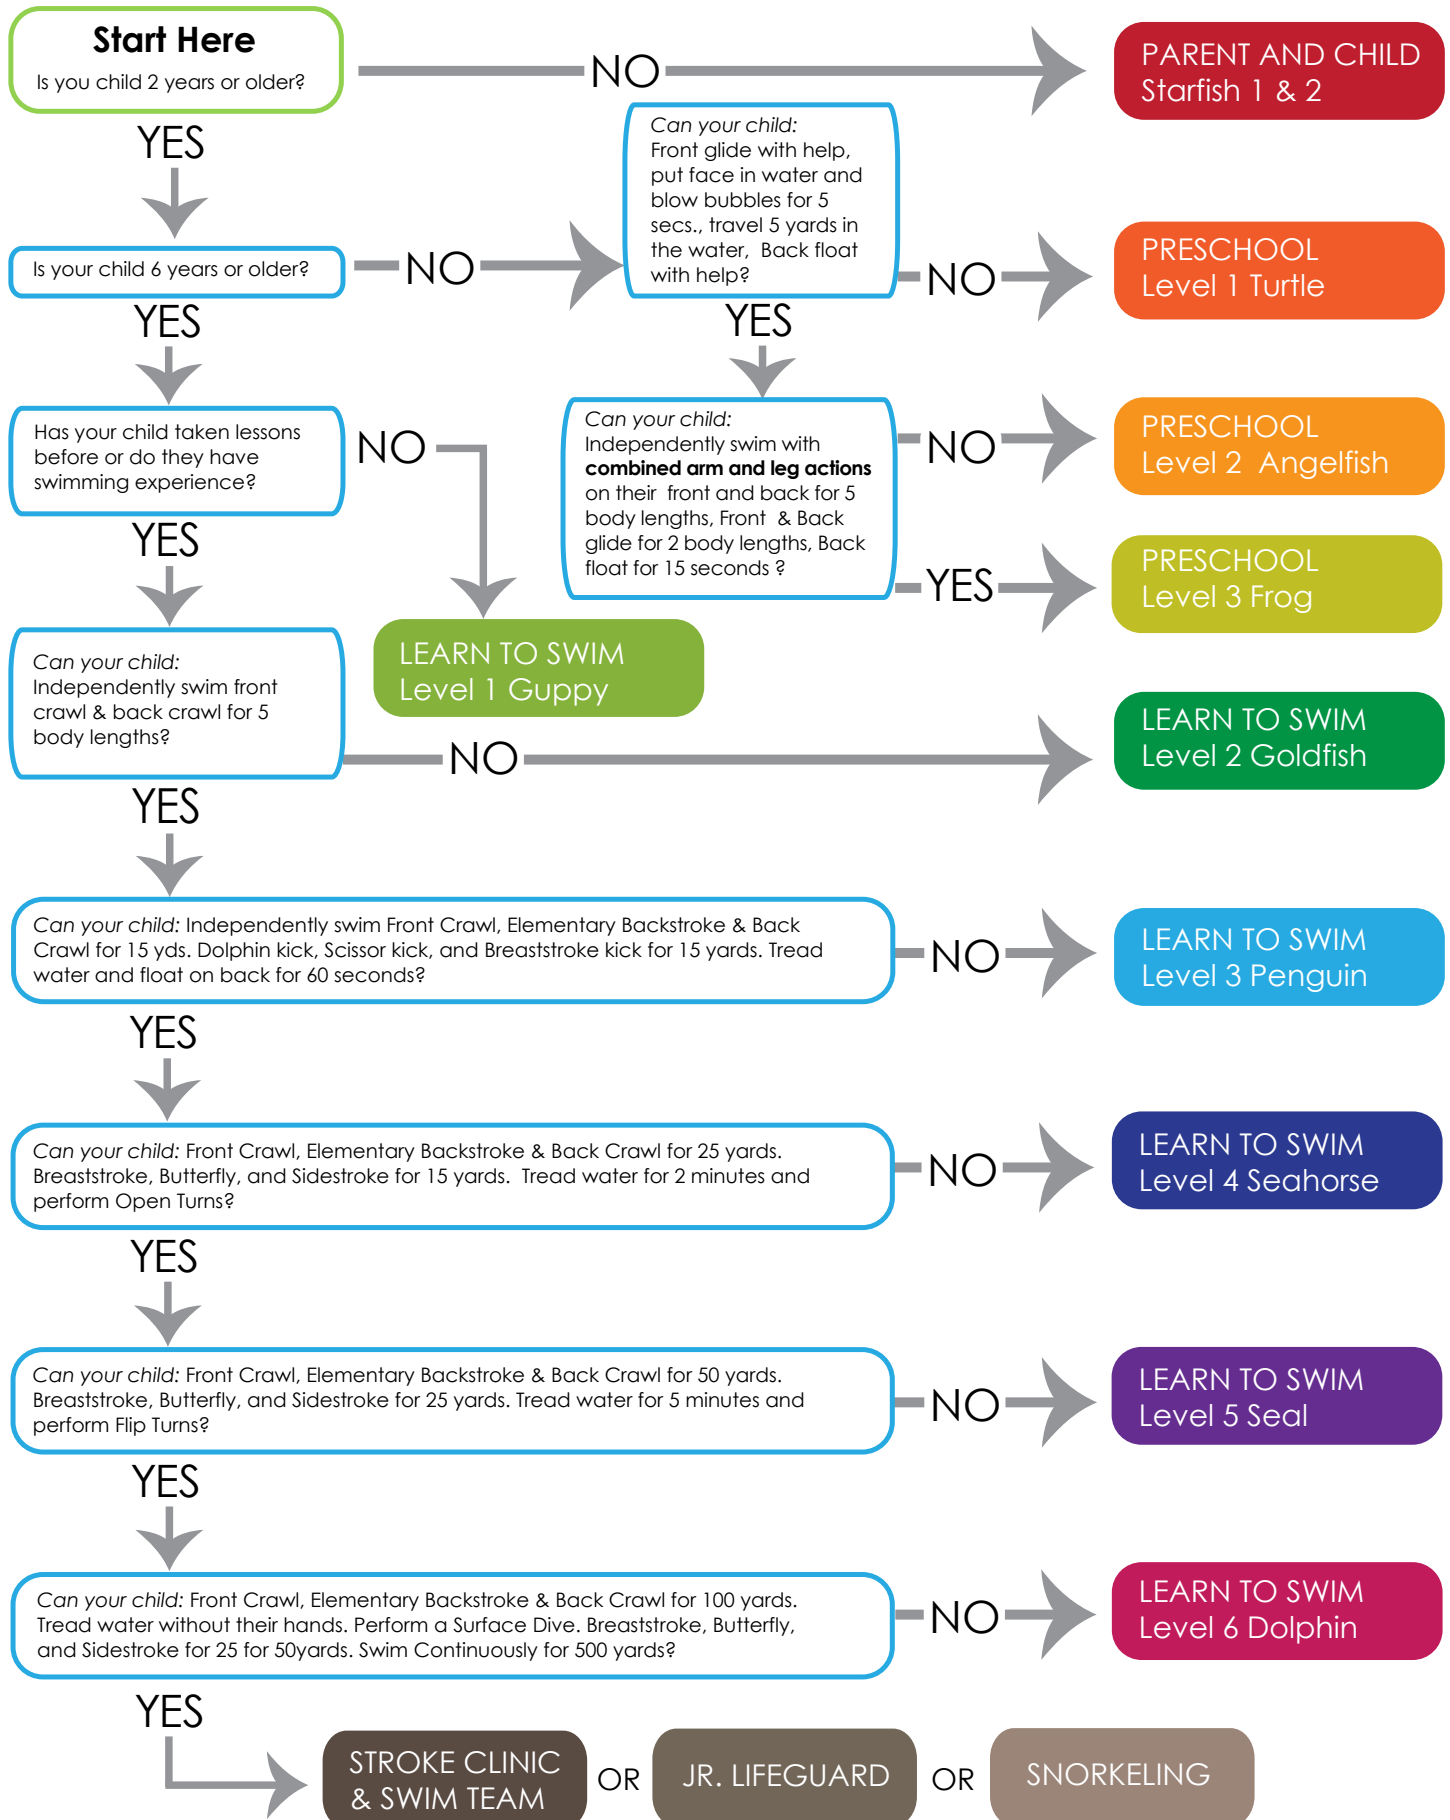 Start Here
Is you child 2 years or older?
NO
PARENT AND CHILD
Starfish 1 & 2
YES
Is your child 6 years or older?
NO
Can your child:
Front glide with help,
put face in water and
blow bubbles for 5
secs., travel 5 yards in
the water, Back float
with help?
NO
PRESCHOOL
Level 1 Turtle
YES
YES
Has your child taken lessons
before or do they have
swimming experience?
NO
Can your child:
Independently swim with
combined arm and leg actions
on their front and back for 5
body lengths, Front & Back
glide for 2 body lengths, Back
float for 15 seconds ?
NO
PRESCHOOL
Level 2 Angelfish
YES
PRESCHOOL
Level 3 Frog
YES
LEARN TO SWIM
Level 1 Guppy
Can your child:
Independently swim front
crawl & back crawl for 5
body lengths?
NO
LEARN TO SWIM
Level 2 Goldfish
YES
Can your child: Independently swim Front Crawl, Elementary Backstroke & Back
Crawl for 15 yds. Dolphin kick, Scissor kick, and Breaststroke kick for 15 yards. Tread
water and float on back for 60 seconds?
NO
LEARN TO SWIM
Level 3 Penguin
YES
Can your child: Front Crawl, Elementary Backstroke & Back Crawl for 25 yards.
Breaststroke, Butterfly, and Sidestroke for 15 yards. Tread water for 2 minutes and
perform Open Turns?
NO
LEARN TO SWIM
Level 4 Seahorse
YES
Can your child: Front Crawl, Elementary Backstroke & Back Crawl for 50 yards.
Breaststroke, Butterfly, and Sidestroke for 25 yards. Tread water for 5 minutes and
perform Flip Turns?
NO
LEARN TO SWIM
Level 5 Seal
YES
Can your child: Front Crawl, Elementary Backstroke & Back Crawl for 100 yards.
Tread water without their hands. Perform a Surface Dive. Breaststroke, Butterfly,
and Sidestroke for 25 for 50yards. Swim Continuously for 500 yards?
NO
LEARN TO SWIM
Level 6 Dolphin
YES
STROKE CLINIC
& SWIM TEAM
OR
JR. LIFEGUARD
OR
SNORKELING